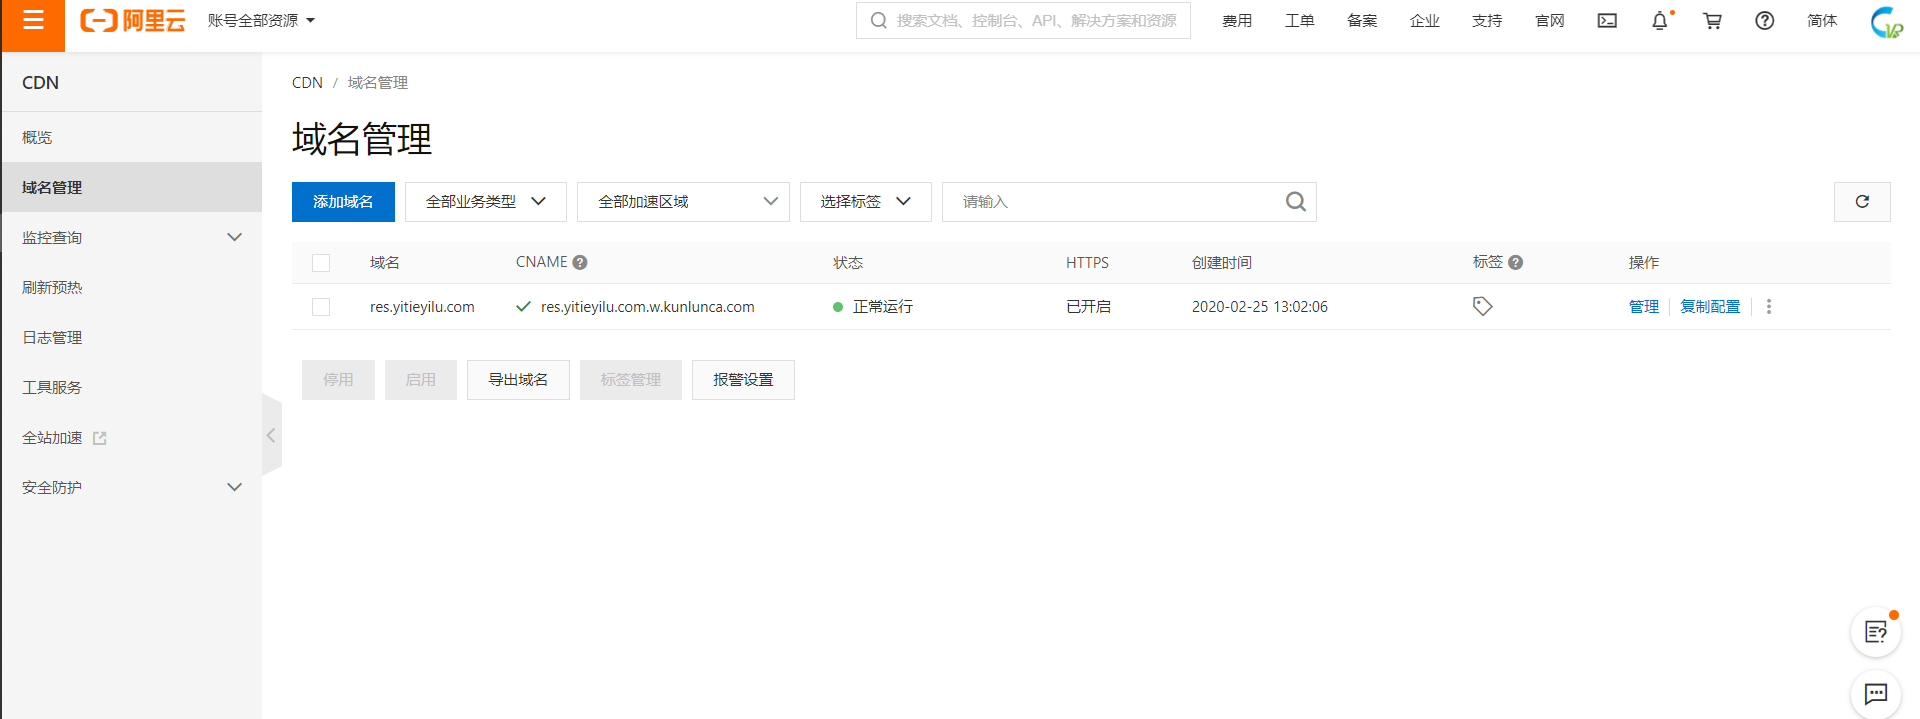 阿里云 账号全部资源 搜索文档、控制台、API、解决方案和资源 费用 工单 备案 企业 支持 官网 简体
CDN
概览
域名管理
监控查询
刷新预热
日志管理
工具服务
全站加速
安全防护
CDN / 域名管理
域名管理
添加域名 全部业务类型 全部加速区域 选择标签 请输入
域名 CNAME 状态 HTTPS 创建时间 标签 操作
res.yitieyilu.com res.yitieyilu.com.w.kunlunca.com 正常运行 已开启 2020-02-25 13:02:06 管理 复制配置
停用 启用 导出域名 标签管理 报警设置